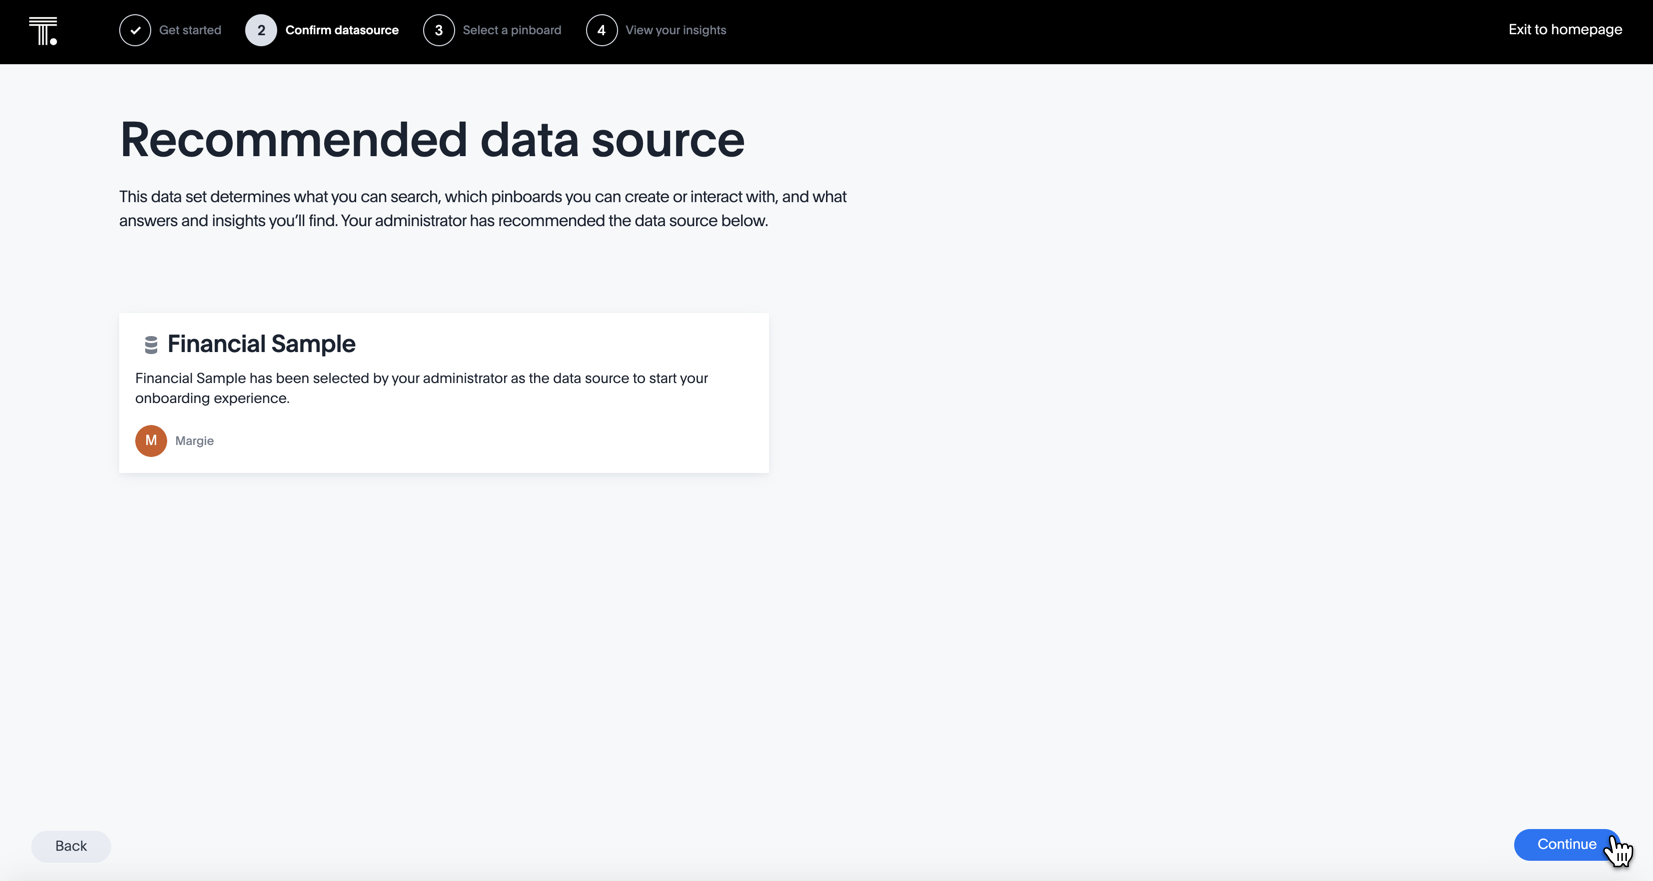 T.
Get started
2 Confirm datasource
3 Select a pinboard
4 View your insights
Exit to homepage
Recommended data source
This data set determines what you can search, which pinboards you can create or interact with, and what
answers and insights you’ll find. Your administrator has recommended the data source below.
Financial Sample
Financial Sample has been selected by your administrator as the data source to start your
onboarding experience.
M Margie
Back
Continue